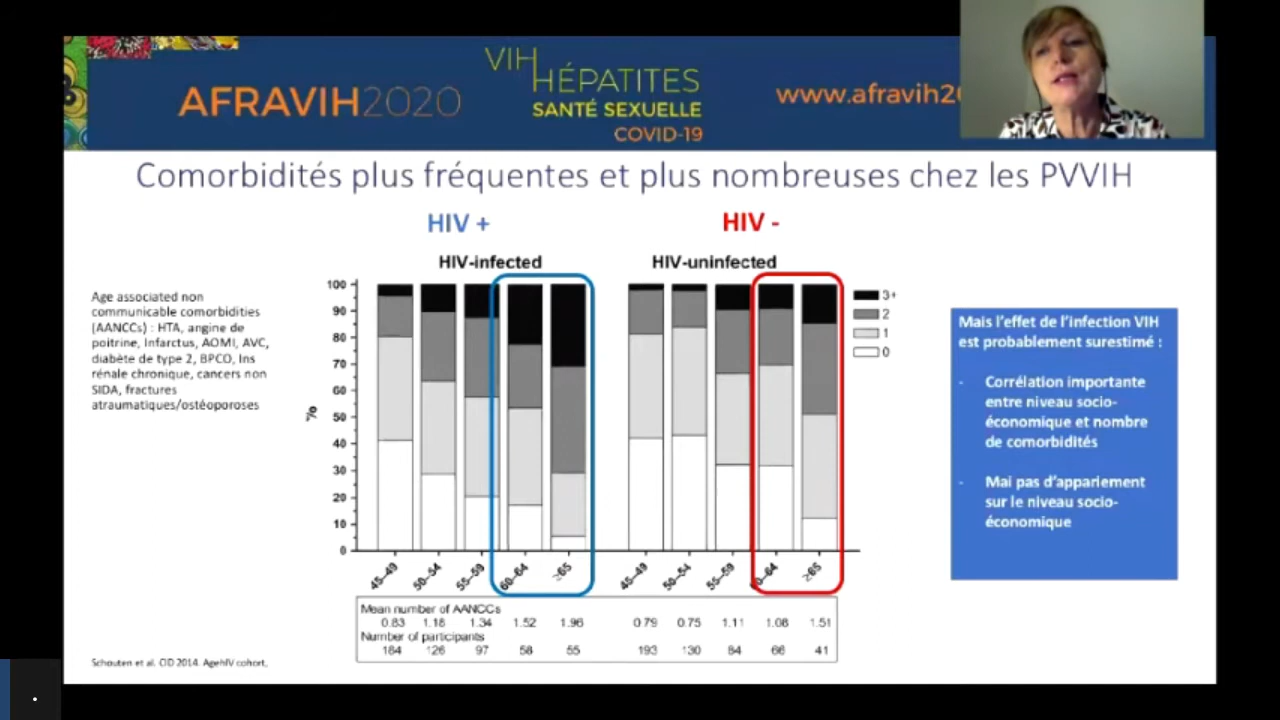 AFRAVIH2020
VIH
HÉPATITES
SANTÉ SEXUELLE
COVID-19
www.afravih20
Comorbidités plus fréquentes et plus nombreuses chez les PVVIH
HIV +
HIV -
HIV-infected
HIV-uninfected
Age associated non
communicable comorbidities
(AANCCs) : HTA, angine de
poitrine, Infarctus, AOMI, AVC,
diabète de type 2, BPCO, Ins
rénale chronique, cancers non
SIDA, fractures
atraumatiques/ostéoporoses
%
100
90
80
70
60
50
40
30
20
10
0
45-49
50-54
55-59
60-64
≥65
45-49
50-54
55-59
60-64
≥65
3+
2
1
0
Mean number of AANCCs
0.83 1.18 1.34 1.52 1.96 0.79 0.75 1.11 1.08 1.51
Number of participants
184 126 97 58 55 193 130 84 66 41
Mais l'effet de l'infection VIH
est probablement surestimé :
- Corrélation importante
entre niveau socio-
économique et nombre
de comorbidités
- Mai pas d'appariement
sur le niveau socio-
économique
Schouten et al. CID 2014. AgehIV cohort,